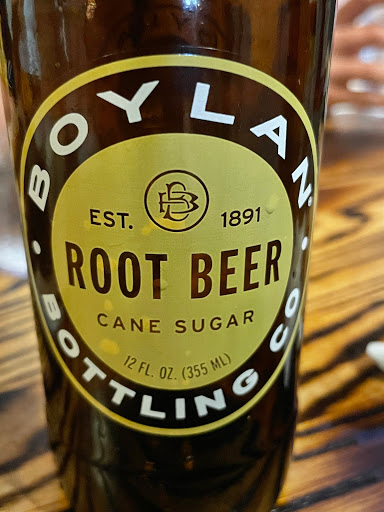 BOYLAN®
EST. 1891
ROOT BEER
CANE SUGAR
12 FL. OZ. (355 ML)
• BOTTLING CO •